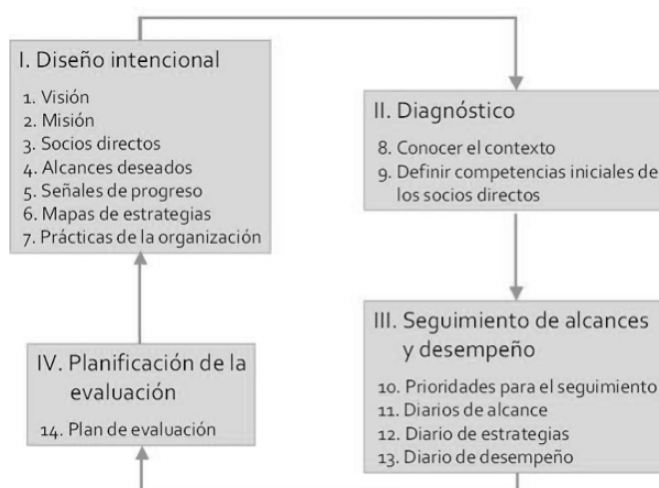 I. Diseño intencional
1. Visión
2. Misión
3. Socios directos
4. Alcances deseados
5. Señales de progreso
6. Mapas de estrategias
7. Prácticas de la organización
II. Diagnóstico
8. Conocer el contexto
9. Definir competencias iniciales de
los socios directos
III. Seguimiento de alcances
y desempeño
10. Prioridades para el seguimiento
11. Diarios de alcance
12. Diario de estrategias
13. Diario de desempeño
IV. Planificación de la
evaluación
14. Plan de evaluación